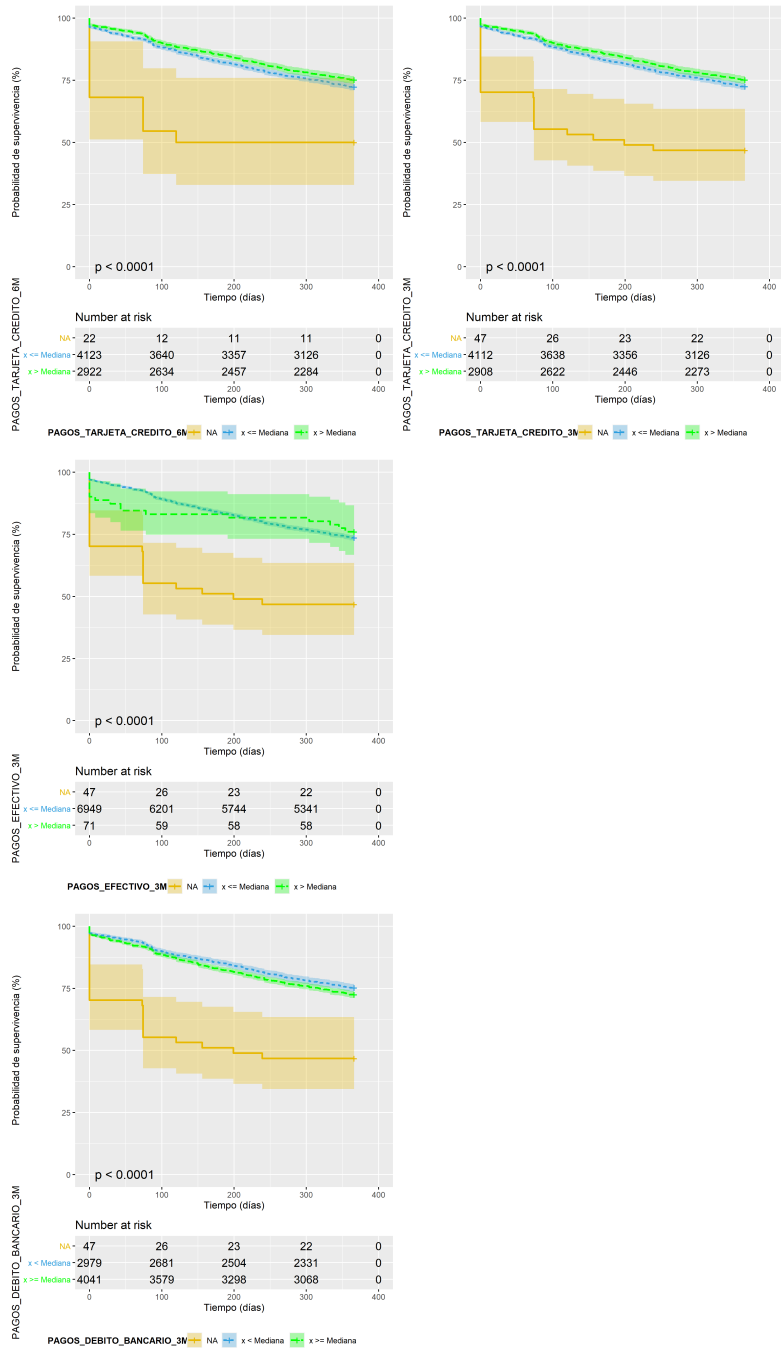 Probabilidad de supervivencia (%)
100
75
50
25
0
p < 0.0001
0 100 200 300 400
Tiempo (días)
PAGOS_TARJETA_CREDITO_6M
Number at risk
NA 22 12 11 11 0
x <= Mediana 4123 3640 3357 3126 0
x > Mediana 2922 2634 2457 2284 0
0 100 200 300 400
Tiempo (días)
PAGOS_TARJETA_CREDITO_6M NA x <= Mediana x > Mediana
Probabilidad de supervivencia (%)
100
75
50
25
0
p < 0.0001
0 100 200 300 400
Tiempo (días)
PAGOS_TARJETA_CREDITO_3M
Number at risk
NA 47 26 23 22 0
x <= Mediana 4112 3638 3356 3126 0
x > Mediana 2908 2622 2446 2273 0
0 100 200 300 400
Tiempo (días)
PAGOS_TARJETA_CREDITO_3M NA x <= Mediana x > Mediana
Probabilidad de supervivencia (%)
100
75
50
25
0
p < 0.0001
0 100 200 300 400
Tiempo (días)
PAGOS_EFECTIVO_3M
Number at risk
NA 47 26 23 22 0
x <= Mediana 6949 6201 5744 5341 0
x > Mediana 71 59 58 58 0
0 100 200 300 400
Tiempo (días)
PAGOS_EFECTIVO_3M NA x <= Mediana x > Mediana
Probabilidad de supervivencia (%)
100
75
50
25
0
p < 0.0001
0 100 200 300 400
Tiempo (días)
PAGOS_DEBITO_BANCARIO_3M
Number at risk
NA 47 26 23 22 0
x < Mediana 2979 2681 2504 2331 0
x >= Mediana 4041 3579 3298 3068 0
0 100 200 300 400
Tiempo (días)
PAGOS_DEBITO_BANCARIO_3M NA x < Mediana x >= Mediana